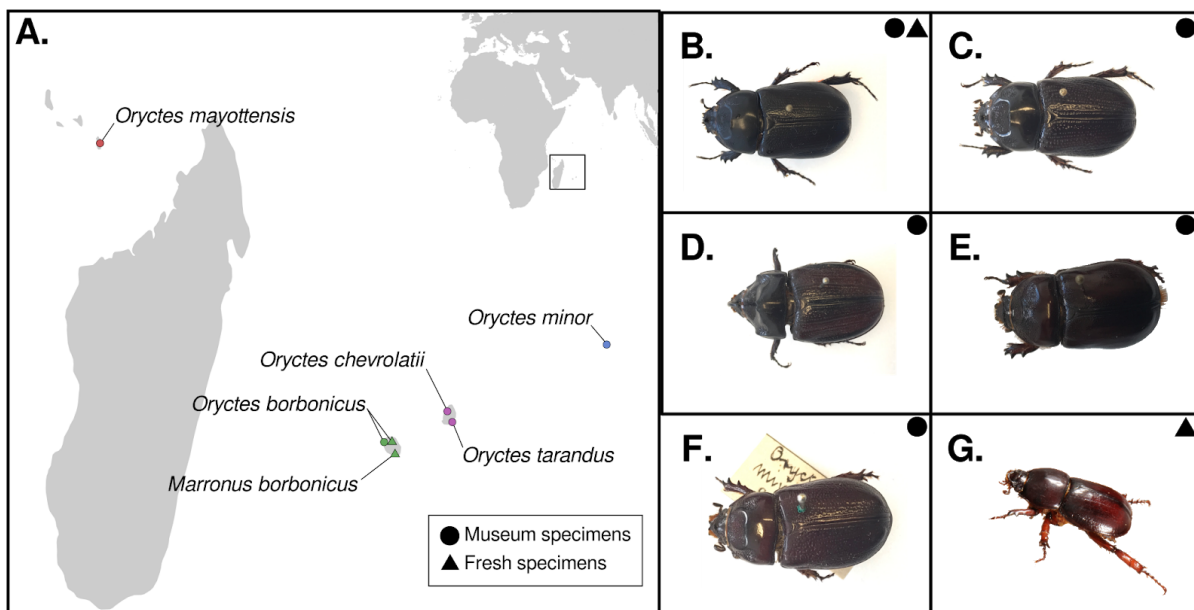 A.
Oryctes mayottensis
Oryctes minor
Oryctes chevrolatii
Oryctes borbonicus
Oryctes tarandus
Marronus borbonicus
Museum specimens
Fresh specimens
B.
C.
D.
E.
F.
G.